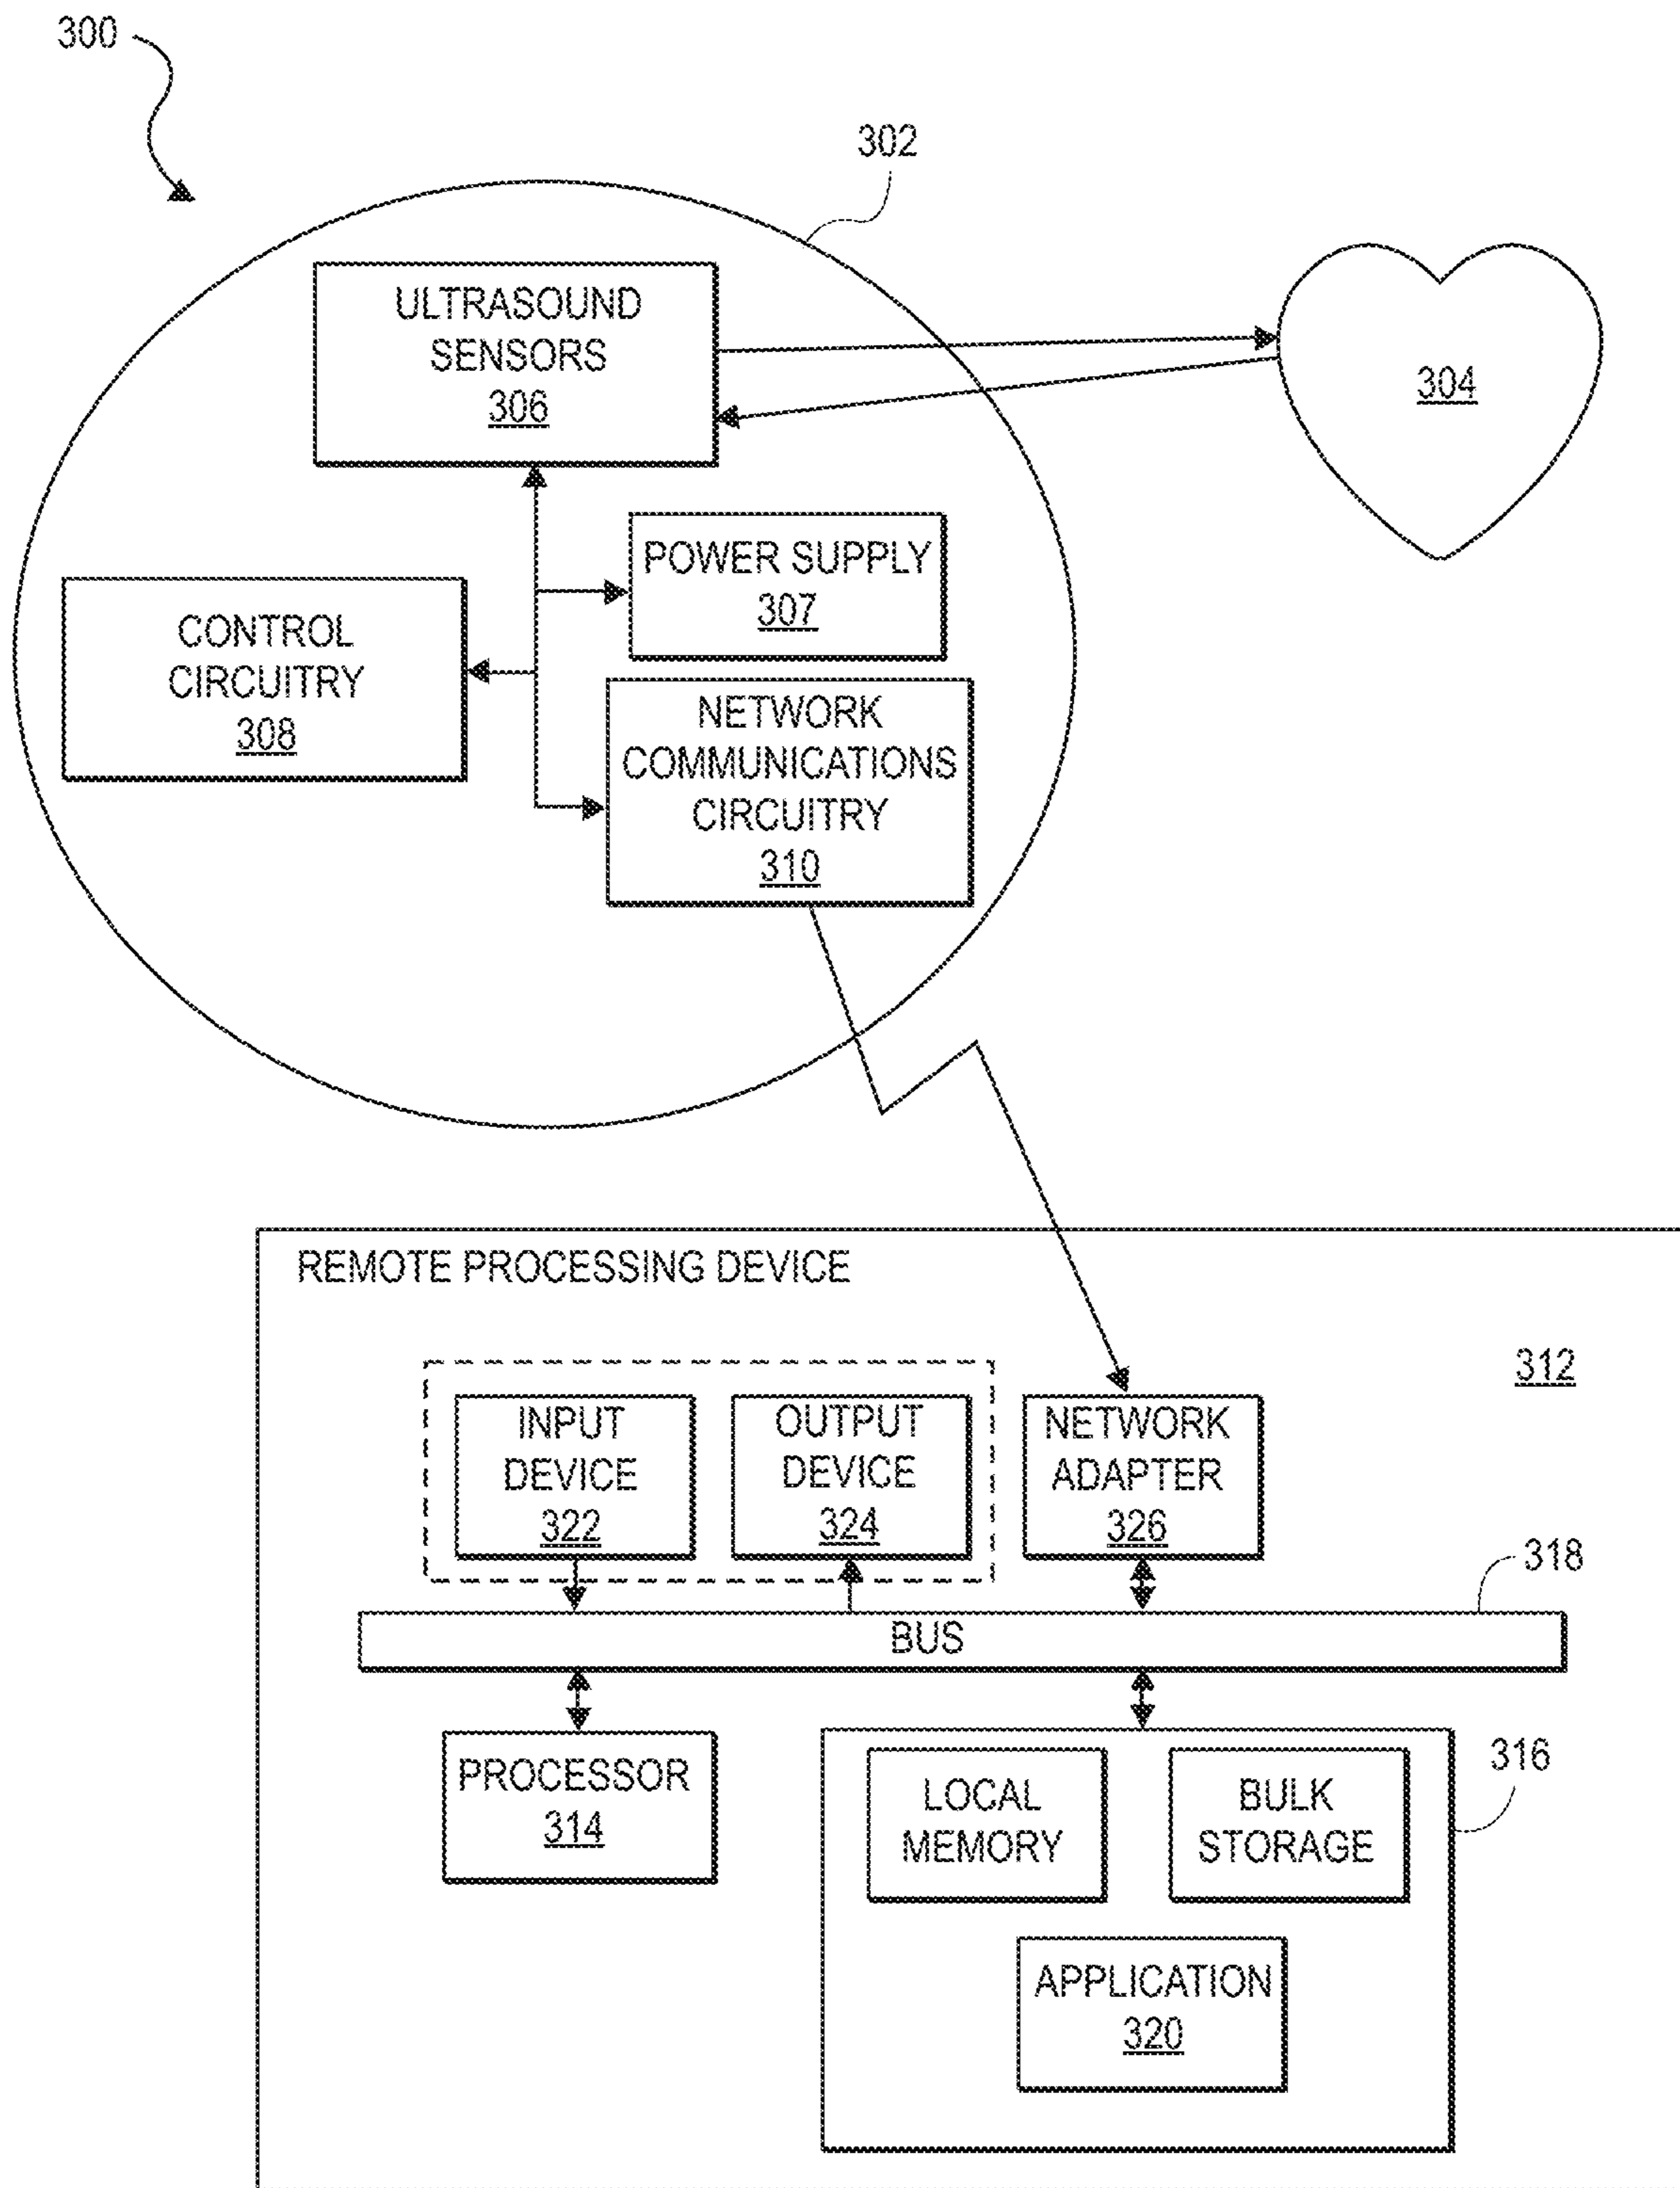 300
302
ULTRASOUND
SENSORS
306
304
POWER SUPPLY
307
CONTROL
CIRCUITRY
308
NETWORK
COMMUNICATIONS
CIRCUITRY
310
REMOTE PROCESSING DEVICE
312
INPUT
DEVICE
322
OUTPUT
DEVICE
324
NETWORK
ADAPTER
326
318
BUS
PROCESSOR
314
316
LOCAL
MEMORY
BULK
STORAGE
APPLICATION
320